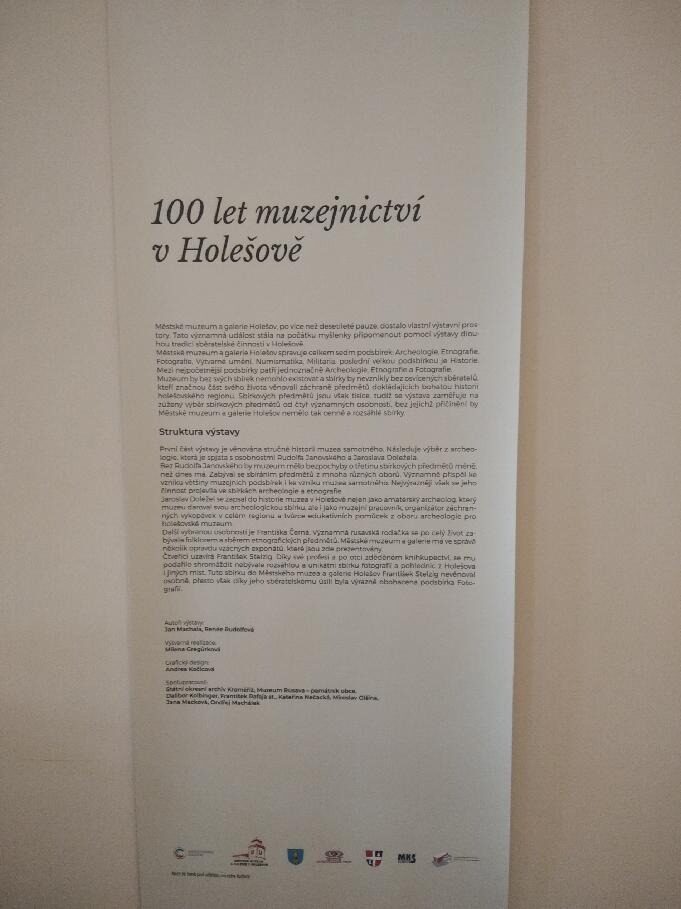 100 let muzejnictví
v Holešově
Městské muzeum a galerie Holešov, po více než desetileté pauze, dostalo vlastní výstavní pros-
tory. Tato významná událost stála na počátku myšlenky připomenout pomocí výstavy dlou-
hou tradici sběratelské činnosti v Holešově.
Městské muzeum a galerie Holešov spravuje celkem sedm podsbírek: Archeologie, Etnografie,
Fotografie, Výtvarné umění, Numismatika, Militaria, poslední velkou podsbírkou je Historie.
Mezi nejpočetnější podsbírky patří jednoznačně Archeologie, Etnografie a Fotografie.
Muzeum by bez svých sbírek nemohlo existovat a sbírky by nevznikly bez osvícených sběratelů,
kteří značnou část svého života věnovali záchraně předmětů dokládajících bohatou historii
holešovského regionu. Sbírkových předmětů jsou však tisíce, tudíž se výstava zaměřuje na
zúžený výběr sbírkových předmětů od čtyř významných osobností, bez jejichž přičinění by
Městské muzeum a galerie Holešov nemělo tak cenné a rozsáhlé sbírky.
Struktura výstavy
První část výstavy je věnována stručné historii muzea samotného. Následuje výběr z archeo-
logie, která je spjata s osobnostmi Rudolfa Janovského a Jaroslava Doležela.
Bez Rudolfa Janovského by muzeum mělo bezpochyby o třetinu sbírkových předmětů méně,
než dnes má. Zabýval se sbíráním předmětů z mnoha různých oborů. Významně přispěl ke
vzniku většiny muzejních podsbírek i ke vzniku muzea samotného. Nejvýrazněji však se jeho
činnost projevila ve sbírkách archeologie a etnografie.
Jaroslav Doležel se zapsal do historie muzea v Holešově nejen jako amatérský archeolog, který
muzeu daroval svou archeologickou sbírku, ale i jako muzejní pracovník, organizátor záchran-
ných vykopávek v celém regionu a tvůrce edukativních pomůcek z oboru archeologie pro
holešovské muzeum.
Další vybranou osobností je Františka Černá. Významná rusavská rodačka se po celý život za-
bývala folklorem a sběrem etnografických předmětů. Městské muzeum a galerie má ve správě
několik opravdu vzácných exponátů, které jsou zde prezentovány.
Čtveřici uzavírá František Stelzig. Díky své profesi a po otci zděděném knihkupectví, se mu
podařilo shromáždit nebývale rozsáhlou a unikátní sbírku fotografií a pohlednic z Holešova
i jiných míst. Tuto sbírku do Městského muzea a galerie Holešov František Stelzig nevěnoval
osobně, přesto však díky jeho sběratelskému úsilí byla výrazně obohacena podsbírka Foto-
grafií.
Autoři výstavy:
Jan Machala, Renée Rudolfová
Výtvarná realizace:
Milena Gregůrková
Grafický design:
Andrea Kočicová
Spolupracovali:
Státní okresní archiv Kroměříž, Muzeum Rusava – památník obce,
Dalibor Kolbinger, František Rafaja st., Kateřina Nečacká, Miroslav Olšina,
Jana Macková, Ondřej Machálek
MKS